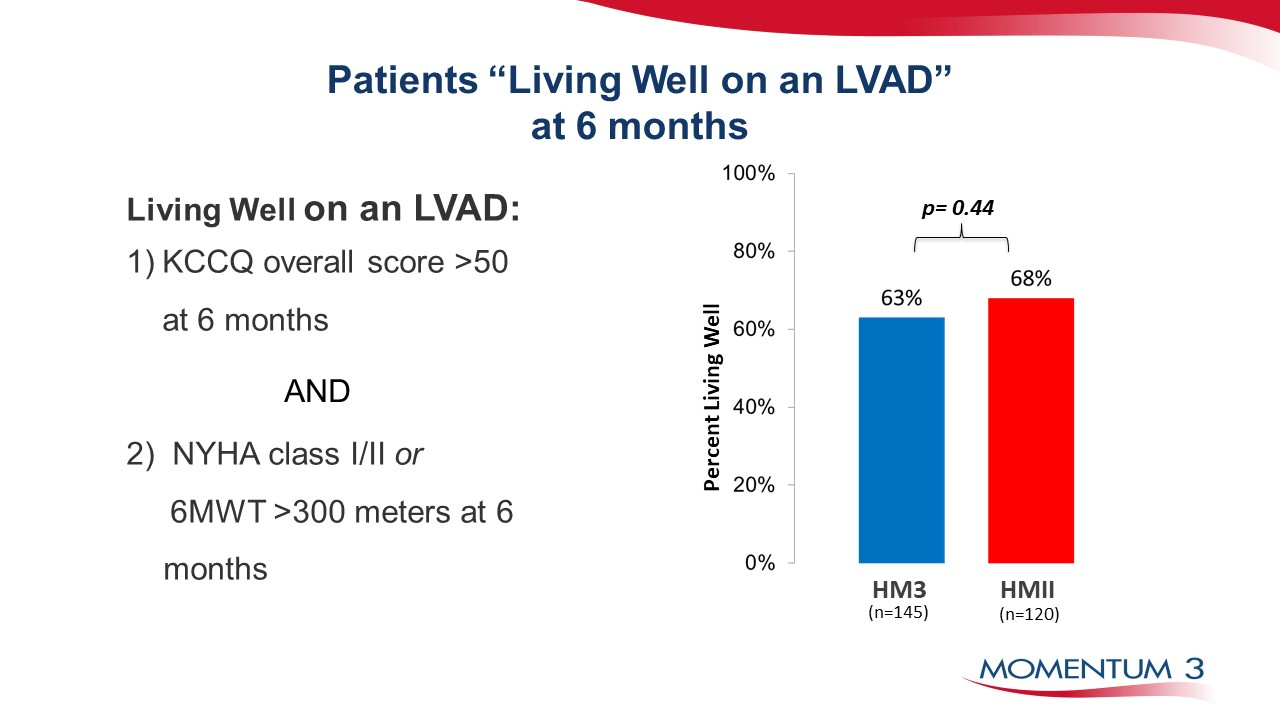 Patients “Living Well on an LVAD”
at 6 months
Living Well on an LVAD:
1) KCCQ overall score >50
at 6 months
AND
2) NYHA class I/II or
6MWT >300 meters at 6
months
100%
80%
60%
40%
20%
0%
Percent Living Well
p= 0.44
63%
68%
HM3
(n=145)
HMII
(n=120)
MOMENTUM 3